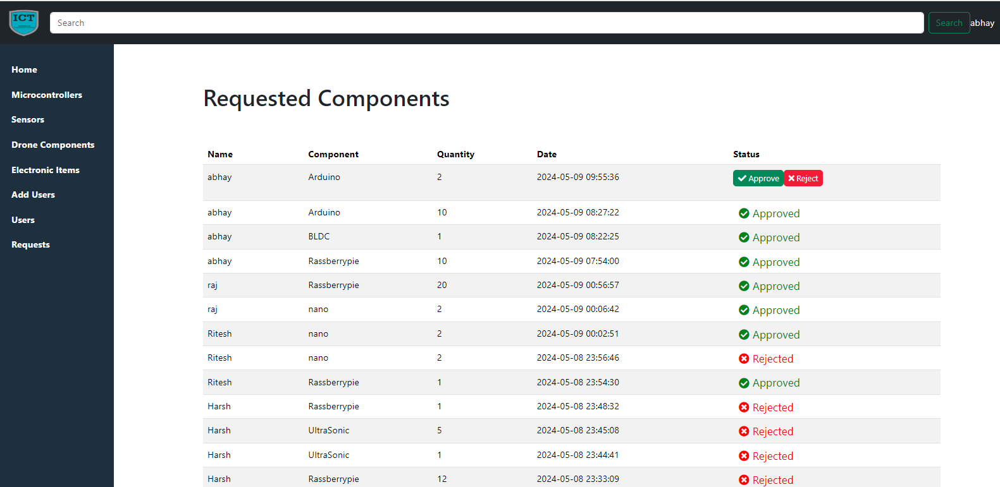 ICT
Search
Search
abhay
Home
Microcontrollers
Sensors
Drone Components
Electronic Items
Add Users
Users
Requests
Requested Components
Name Component Quantity Date Status
abhay Arduino 2 2024-05-09 09:55:36 Approve Reject
abhay Arduino 10 2024-05-09 08:27:22 Approved
abhay BLDC 1 2024-05-09 08:22:25 Approved
abhay Rassberrypie 10 2024-05-09 07:54:00 Approved
raj Rassberrypie 20 2024-05-09 00:56:57 Approved
raj nano 2 2024-05-09 00:06:42 Approved
Ritesh nano 2 2024-05-09 00:02:51 Approved
Ritesh nano 2 2024-05-08 23:56:46 Rejected
Ritesh Rassberrypie 1 2024-05-08 23:54:30 Approved
Harsh Rassberrypie 1 2024-05-08 23:48:32 Rejected
Harsh UltraSonic 5 2024-05-08 23:45:08 Rejected
Harsh UltraSonic 1 2024-05-08 23:44:41 Rejected
Harsh Rassberrypie 12 2024-05-08 23:33:09 Rejected